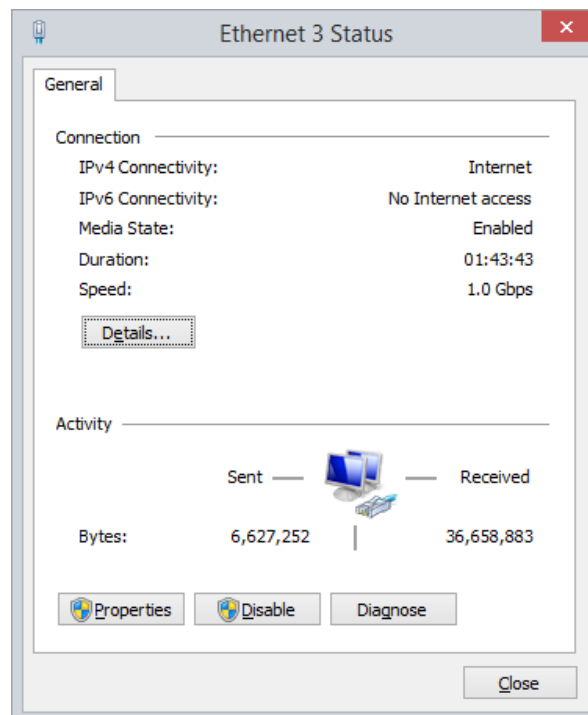 Ethernet 3 Status
General
Connection
IPv4 Connectivity: Internet
IPv6 Connectivity: No Internet access
Media State: Enabled
Duration: 01:43:43
Speed: 1.0 Gbps
Details...
Activity
Sent Received
Bytes: 6,627,252 36,658,883
Properties Disable Diagnose
Close